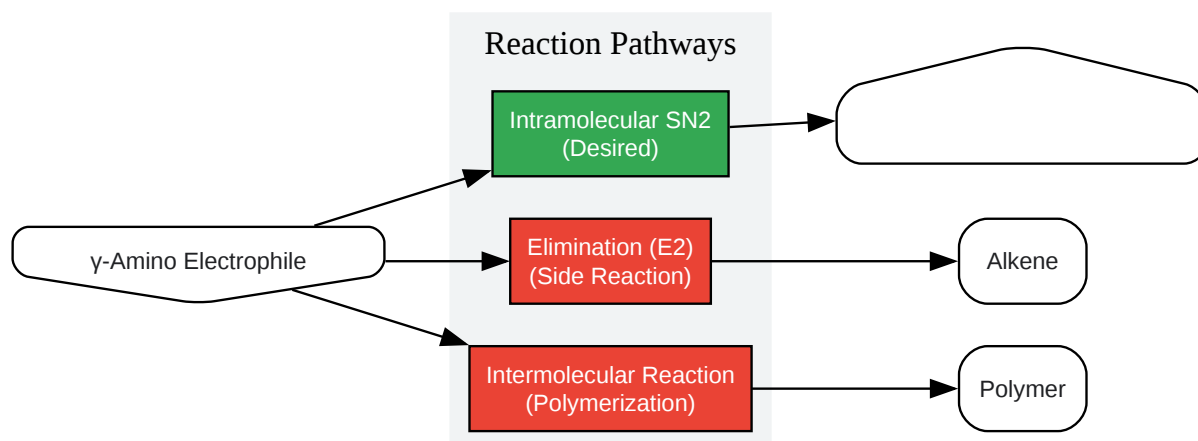 Reaction Pathways
Intramolecular SN2
(Desired)
γ-Amino Electrophile
Elimination (E2)
(Side Reaction)
Alkene
Intermolecular Reaction
(Polymerization)
Polymer